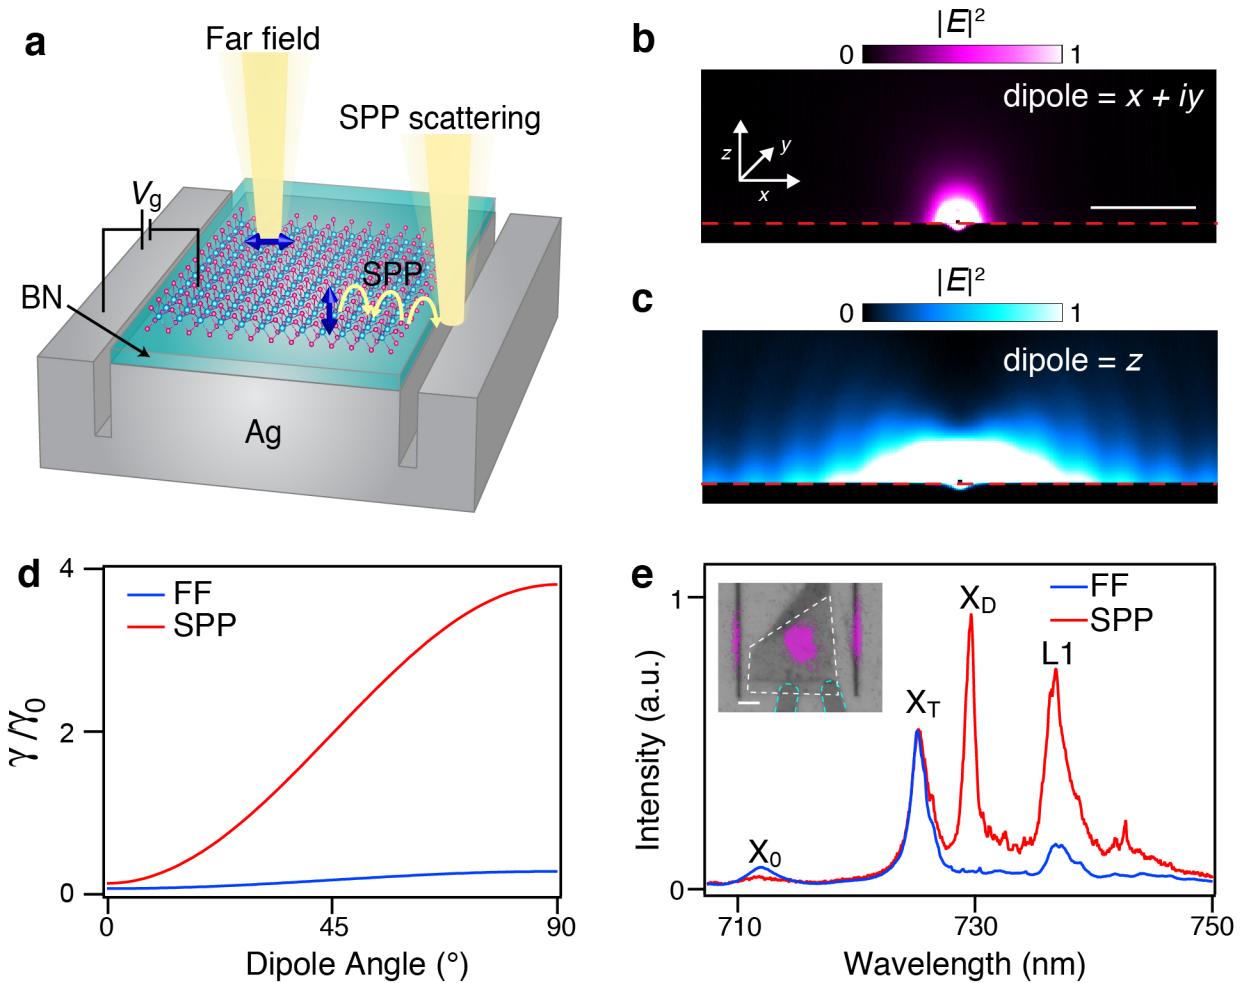 a
Far field
SPP scattering
Vg
BN
SPP
Ag
b
|E|²
0 1
dipole = x + iy
z
y
x
c
|E|²
0 1
dipole = z
d
4
2
0
γ/γ0
FF
SPP
0 45 90
Dipole Angle (°)
e
1
0
Intensity (a.u.)
FF
SPP
X0
XT
XD
L1
710 730 750
Wavelength (nm)